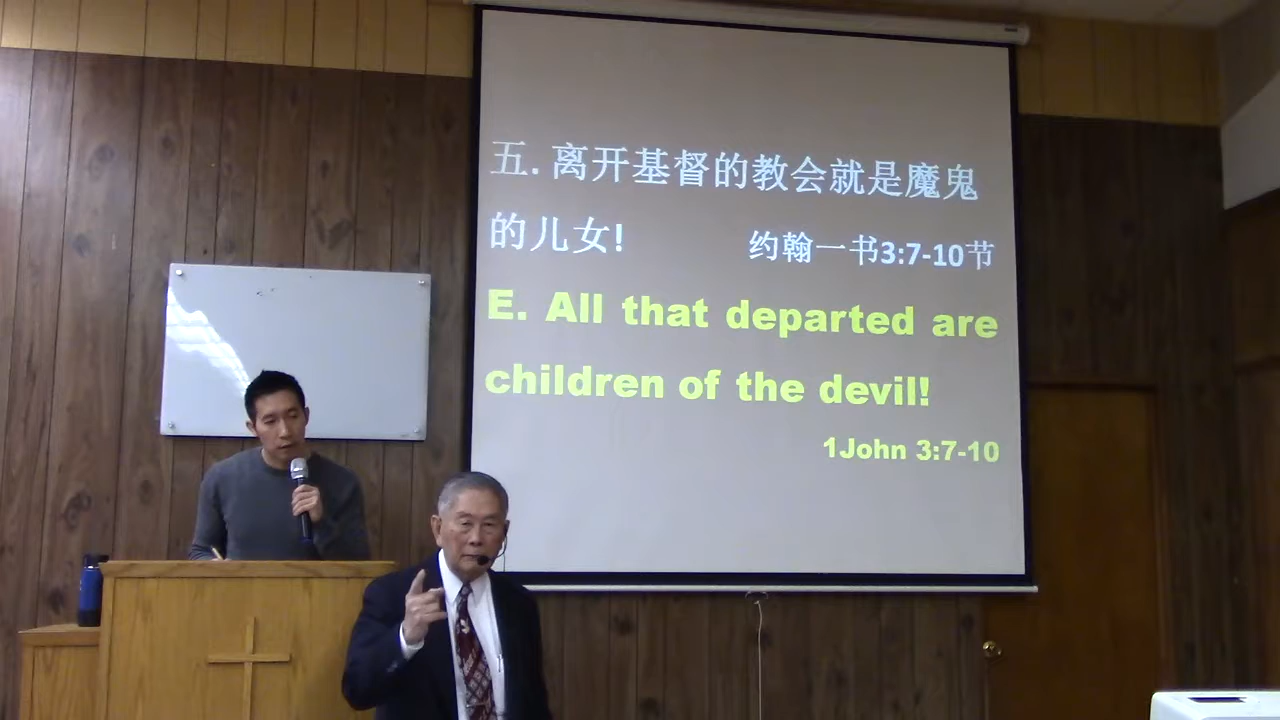 五. 离开基督的教会就是魔鬼
的儿女! 约翰一书3:7-10节
E. All that departed are
children of the devil!
1John 3:7-10